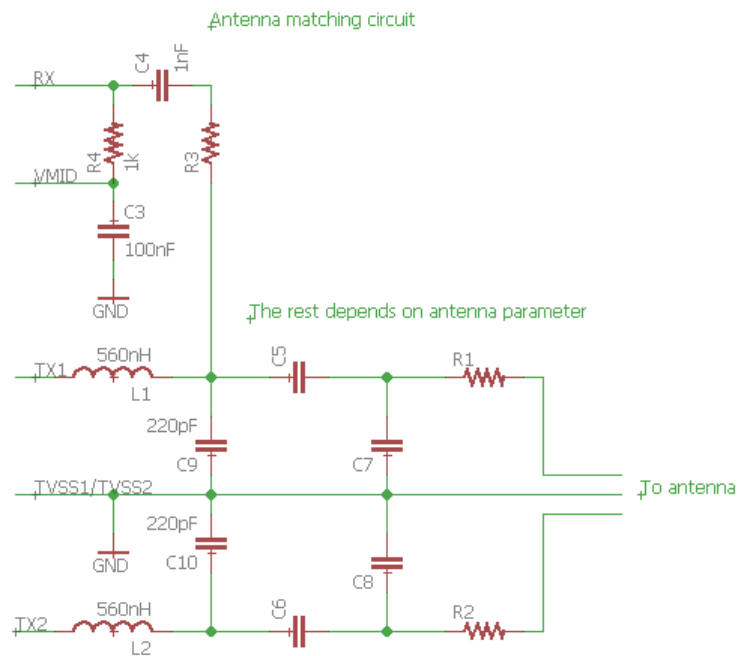 Antenna matching circuit
C4
1nF
RX
R4
1k
R3
VMID
C3
100nF
GND
The rest depends on antenna parameter
560nH
C5
R1
TX1
L1
220pF
C9
C7
TVSS1/TVSS2
To antenna
220pF
GND
C10
C8
560nH
C6
R2
TX2
L2